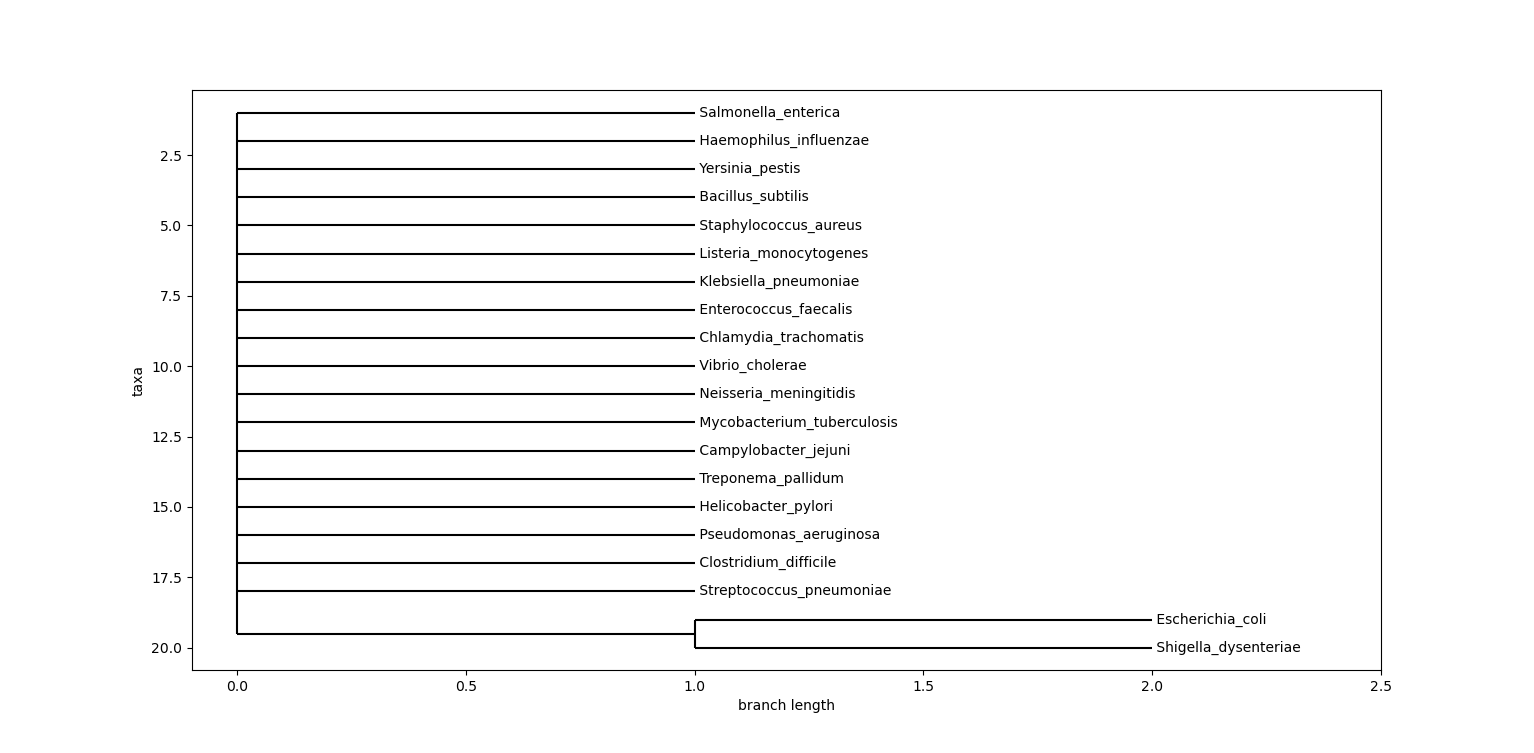 Salmonella_enterica
Haemophilus_influenzae
2.5
Yersinia_pestis
Bacillus_subtilis
5.0
Staphylococcus_aureus
Listeria_monocytogenes
Klebsiella_pneumoniae
7.5
Enterococcus_faecalis
Chlamydia_trachomatis
10.0
Vibrio_cholerae
taxa
Neisseria_meningitidis
Mycobacterium_tuberculosis
12.5
Campylobacter_jejuni
Treponema_pallidum
15.0
Helicobacter_pylori
Pseudomonas_aeruginosa
Clostridium_difficile
17.5
Streptococcus_pneumoniae
Escherichia_coli
20.0
Shigella_dysenteriae
0.0 0.5 1.0 1.5 2.0 2.5
branch length